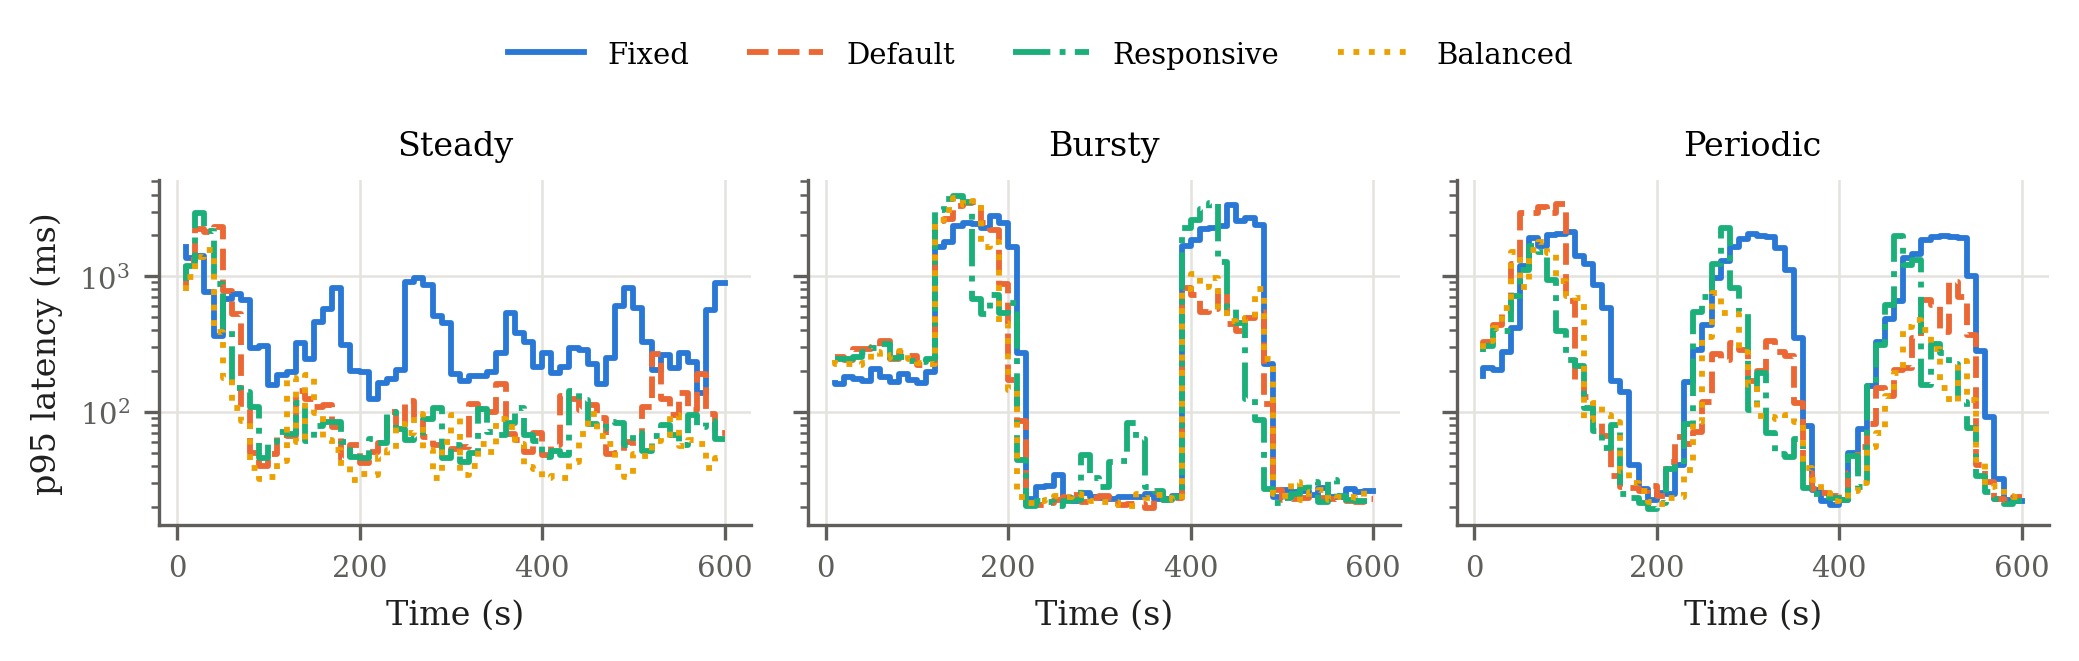 Fixed Default Responsive Balanced
Steady Bursty Periodic
p95 latency (ms)
10³
10²
0 200 400 600 0 200 400 600 0 200 400 600
Time (s) Time (s) Time (s)